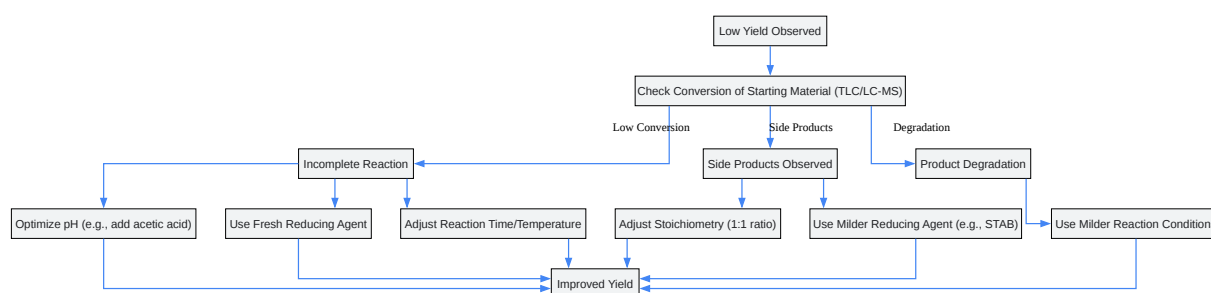 Low Yield Observed
Check Conversion of Starting Material (TLC/LC-MS)
Low Conversion
Side Products
Degradation
Incomplete Reaction
Side Products Observed
Product Degradation
Optimize pH (e.g., add acetic acid)
Use Fresh Reducing Agent
Adjust Reaction Time/Temperature
Adjust Stoichiometry (1:1 ratio)
Use Milder Reducing Agent (e.g., STAB)
Use Milder Reaction Condition
Improved Yield